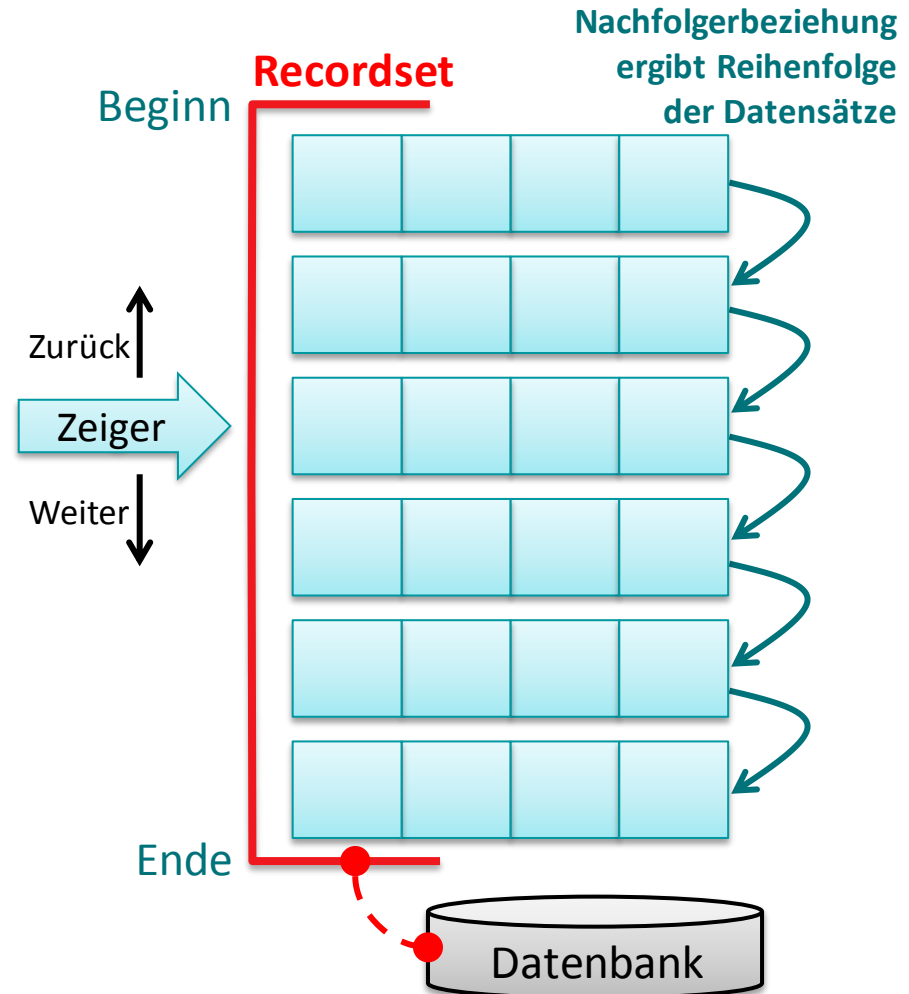 Nachfolgerbeziehung
ergibt Reihenfolge
der Datensätze
Recordset
Beginn
Zurück
Zeiger
Weiter
Ende
Datenbank